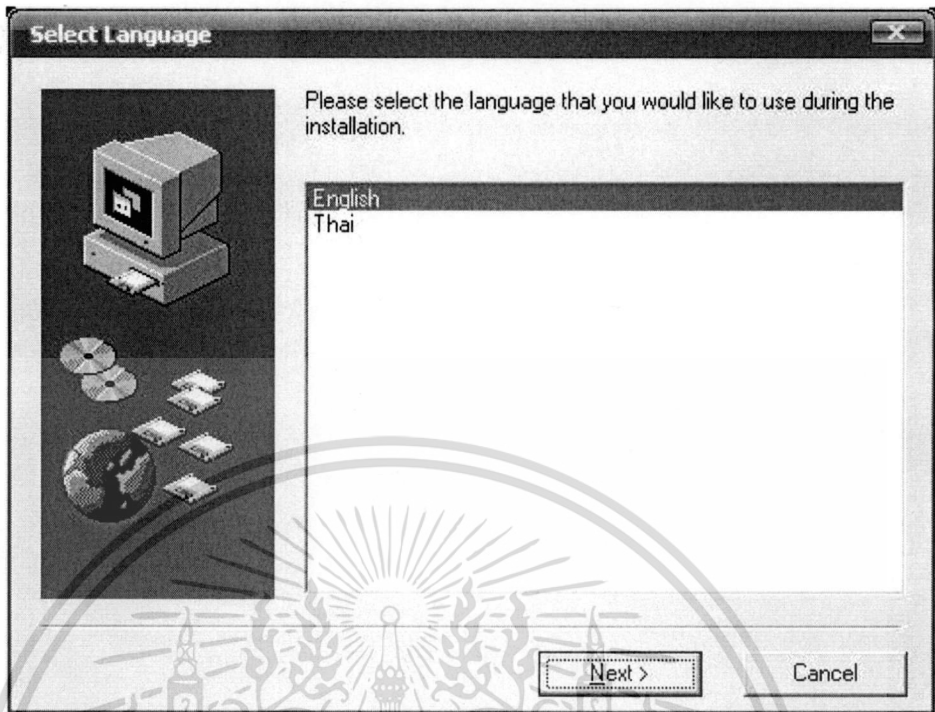 Select Language
Please select the language that you would like to use during the
installation.
English
Thai
Next >
Cancel